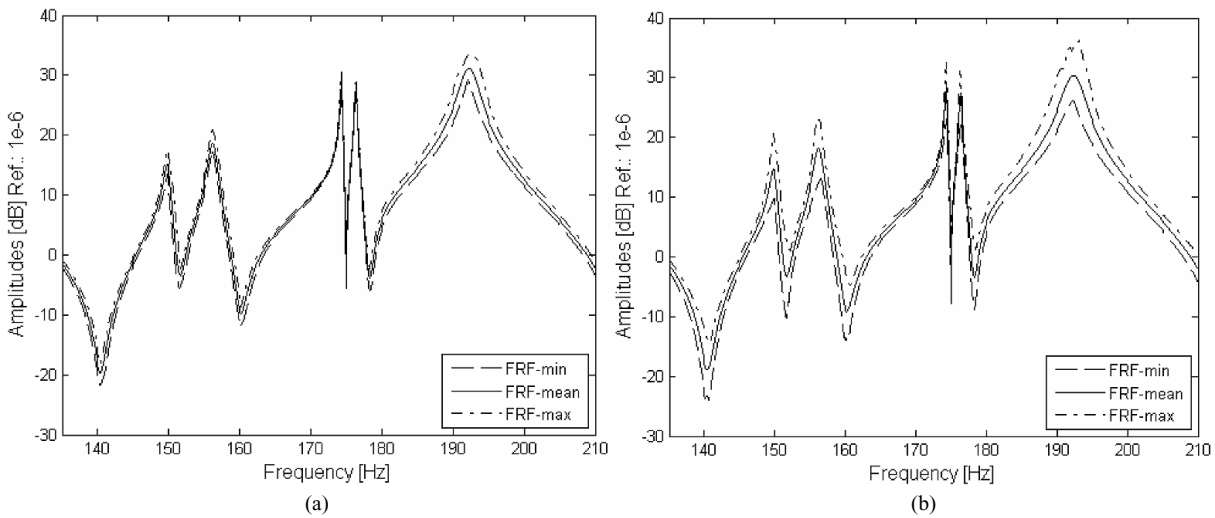 40
30
20
10
0
-10
-20
-30
140 150 160 170 180 190 200 210
Amplitudes [dB] Ref.: 1e-6
Frequency [Hz]
FRF-min
FRF-mean
FRF-max
(a)
40
30
20
10
0
-10
-20
-30
140 150 160 170 180 190 200 210
Amplitudes [dB] Ref.: 1e-6
Frequency [Hz]
FRF-min
FRF-mean
FRF-max
(b)